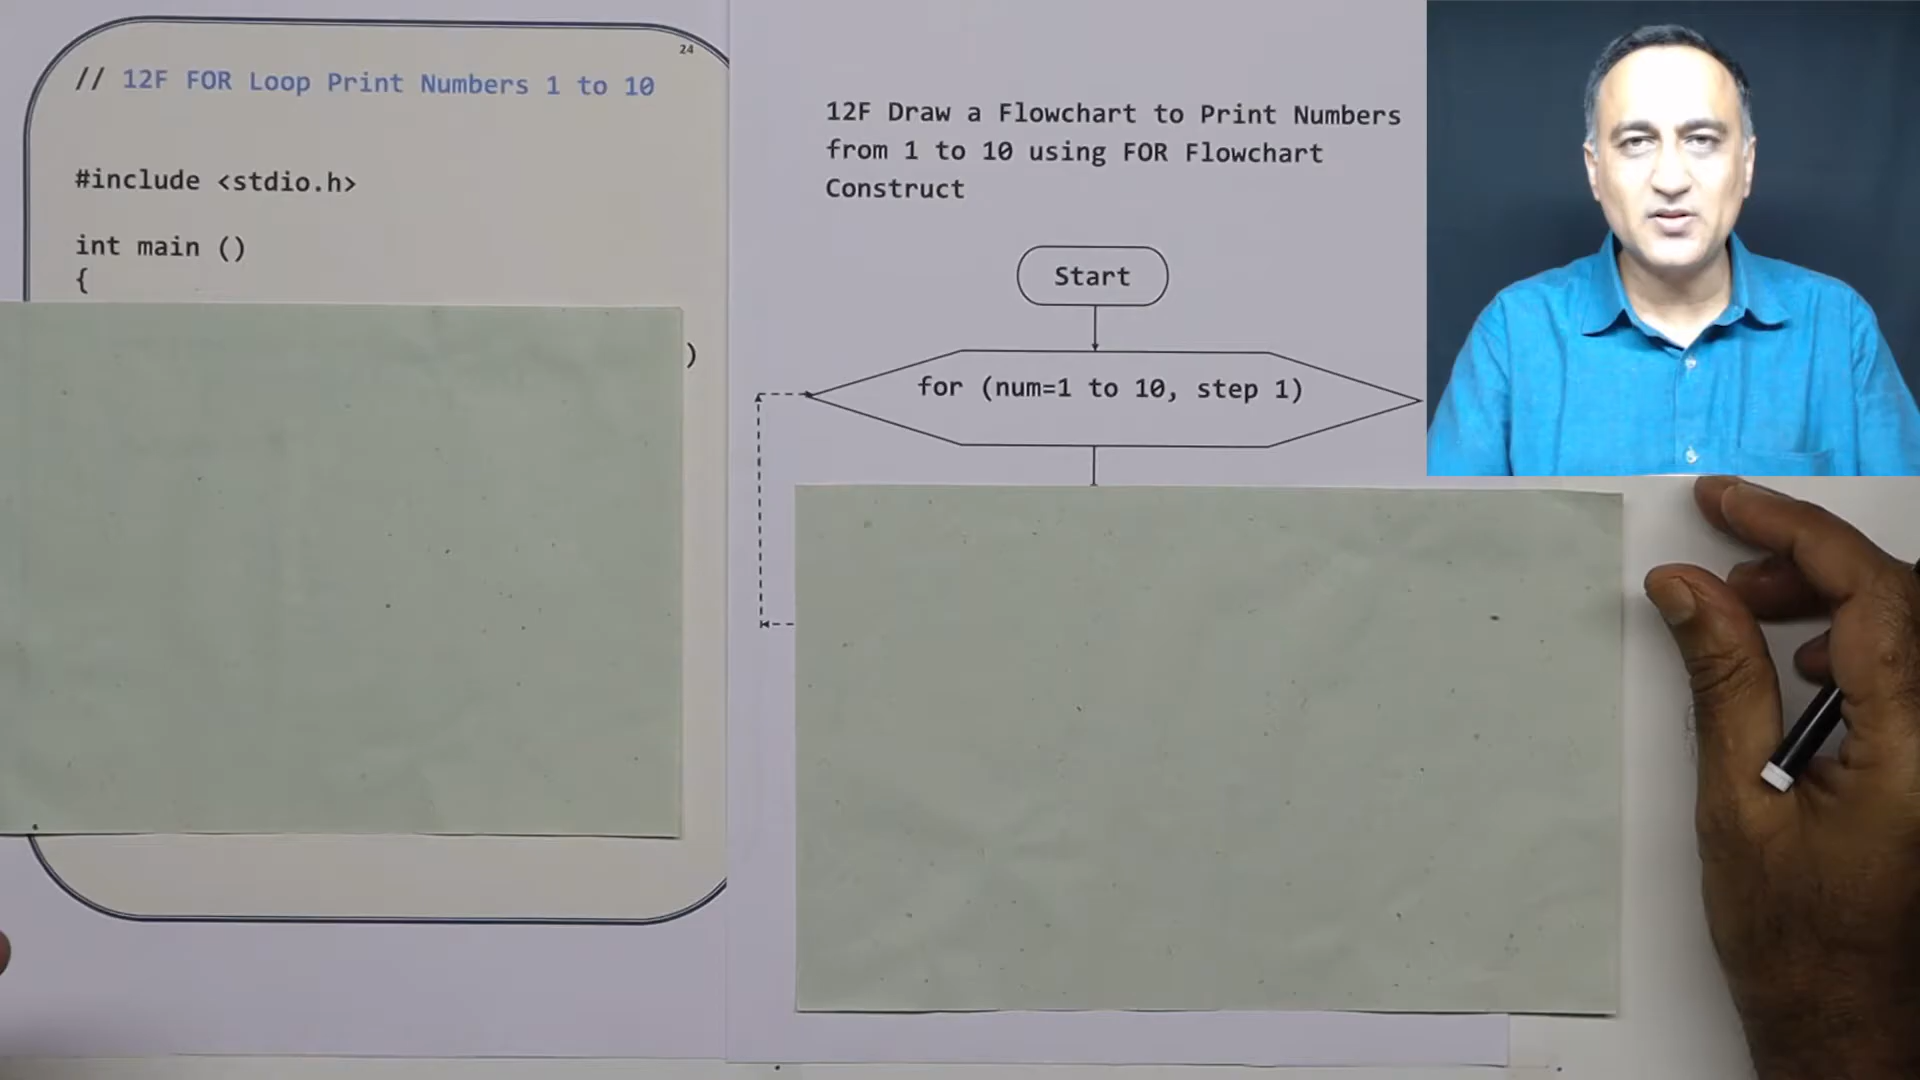 24
// 12F FOR Loop Print Numbers 1 to 10
#include <stdio.h>
int main ()
{
)
12F Draw a Flowchart to Print Numbers
from 1 to 10 using FOR Flowchart
Construct
Start
for (num=1 to 10, step 1)